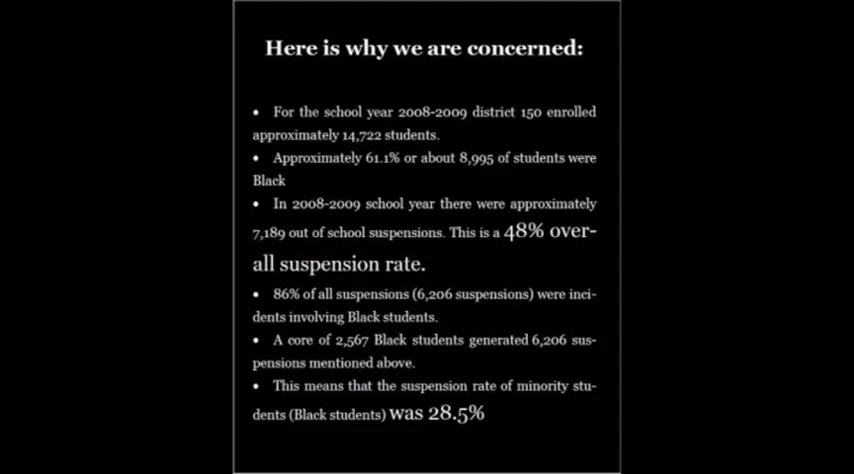 Here is why we are concerned:
• For the school year 2008-2009 district 150 enrolled
approximately 14,722 students.
• Approximately 61.1% or about 8,995 of students were
Black
• In 2008-2009 school year there were approximately
7,189 out of school suspensions. This is a 48% over-
all suspension rate.
• 86% of all suspensions (6,206 suspensions) were inci-
dents involving Black students.
• A core of 2,567 Black students generated 6,206 sus-
pensions mentioned above.
• This means that the suspension rate of minority stu-
dents (Black students) was 28.5%